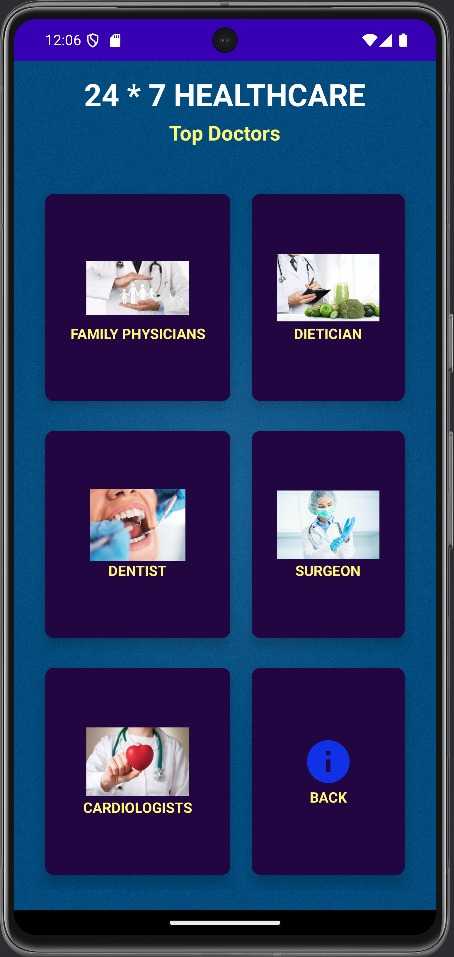 12:06
24 * 7 HEALTHCARE
Top Doctors
FAMILY PHYSICIANS
DIETICIAN
DENTIST
SURGEON
CARDIOLOGISTS
i
BACK